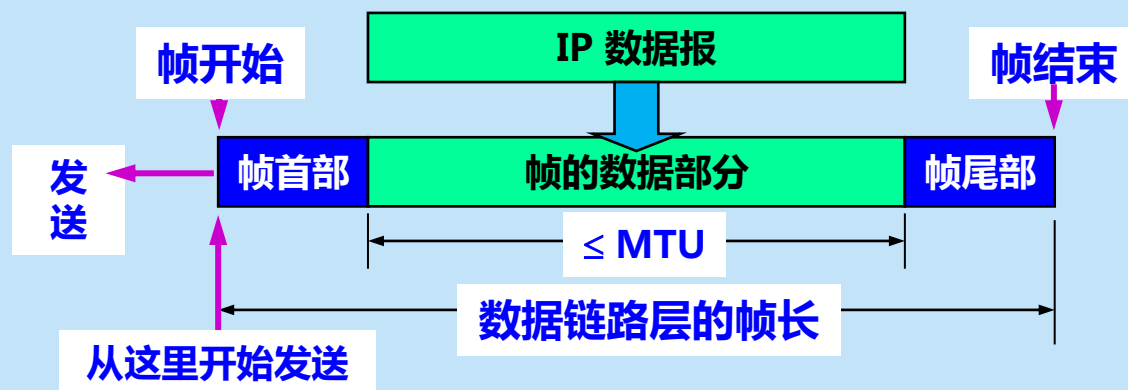 IP 数据报
帧开始
帧结束
发
送
帧首部
帧的数据部分
帧尾部
≤ MTU
数据链路层的帧长
从这里开始发送